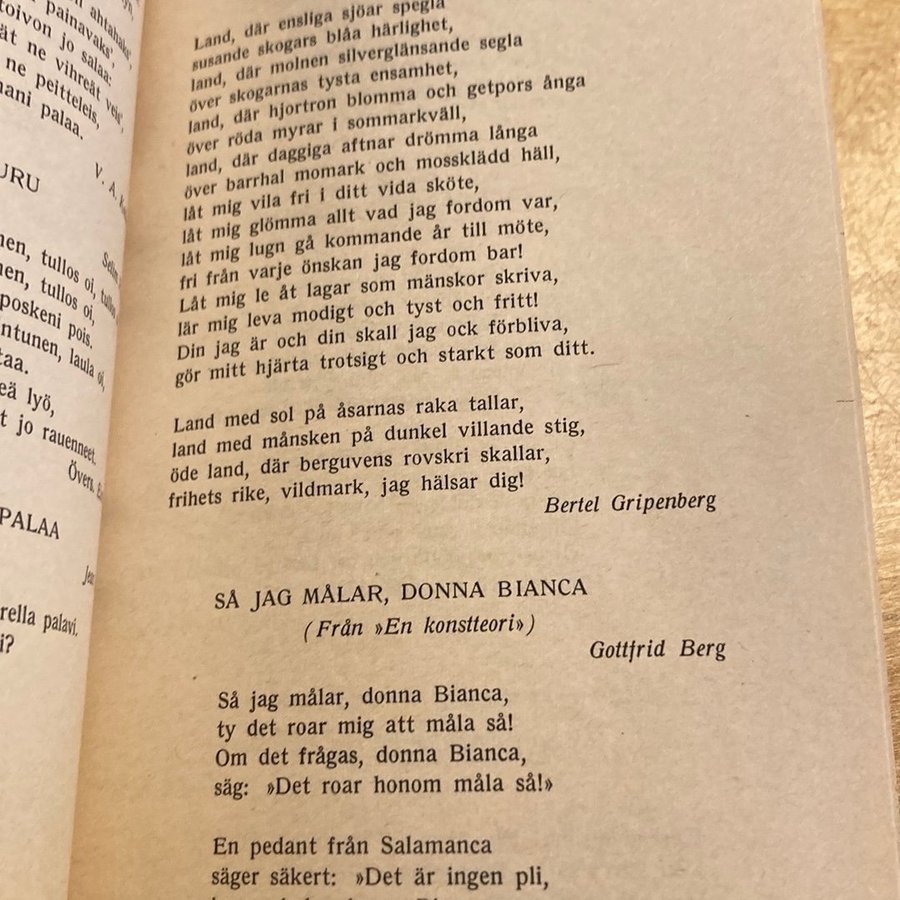 ahtahaks',
painavaks',
toivon jo salaa:
ät ne vihreät veis',
ne peitteleis,
nani palaa.
V. A.
URU
nen, tullos oi,
nen, tullos oi,
poskeni pois.
ntunen, laula oi,
taa.
eä lyö,
t jo rauenneet.
Övers.
PALAA
rella palavi,
i?
Land, där ensliga sjöar spegla
susande skogars blåa härlighet,
land, där molnen silverglänsande segla
över skogarnas tysta ensamhet,
land, där hjortron blomma och getpors ånga
över röda myrar i sommarkväll,
land, där daggiga aftnar drömma långa
över barrhal momark och mossklädd häll,
låt mig vila fri i ditt vida sköte,
låt mig glömma allt vad jag fordom var,
låt mig lugn gå kommande år till möte,
fri från varje önskan jag fordom bar!
Låt mig le åt lagar som mänskor skriva,
lär mig leva modigt och tyst och fritt!
Din jag är och din skall jag ock förbliva,
gör mitt hjärta trotsigt och starkt som ditt.
Land med sol på åsarnas raka tallar,
land med månsken på dunkel villande stig,
öde land, där berguvens rovskri skallar,
frihets rike, vildmark, jag hälsar dig!
Bertel Gripenberg
SÅ JAG MÅLAR, DONNA BIANCA
(Från »En konstteori»)
Gottfrid Berg
Så jag målar, donna Bianca,
ty det roar mig att måla så!
Om det frågas, donna Bianca,
säg: »Det roar honom måla så!»
En pedant från Salamanca
säger säkert: »Det är ingen pli,